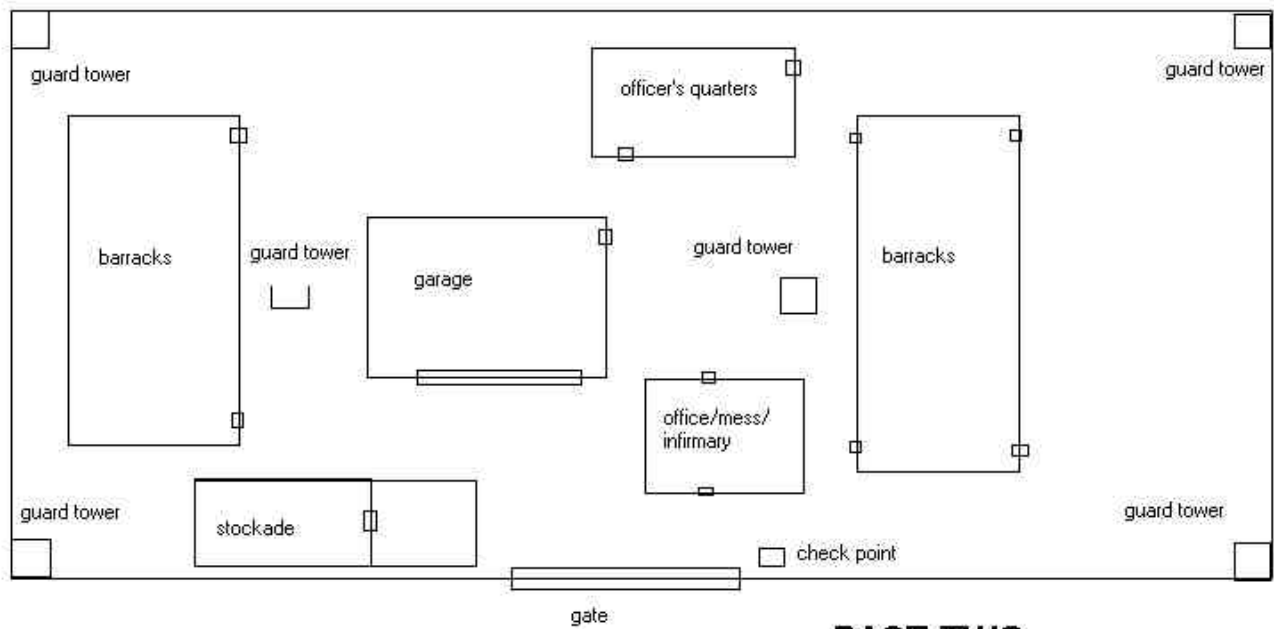 guard tower
officer's quarters
guard tower
barracks
guard tower
garage
guard tower
barracks
office/mess/
infirmary
guard tower
stockade
guard tower
check point
gate